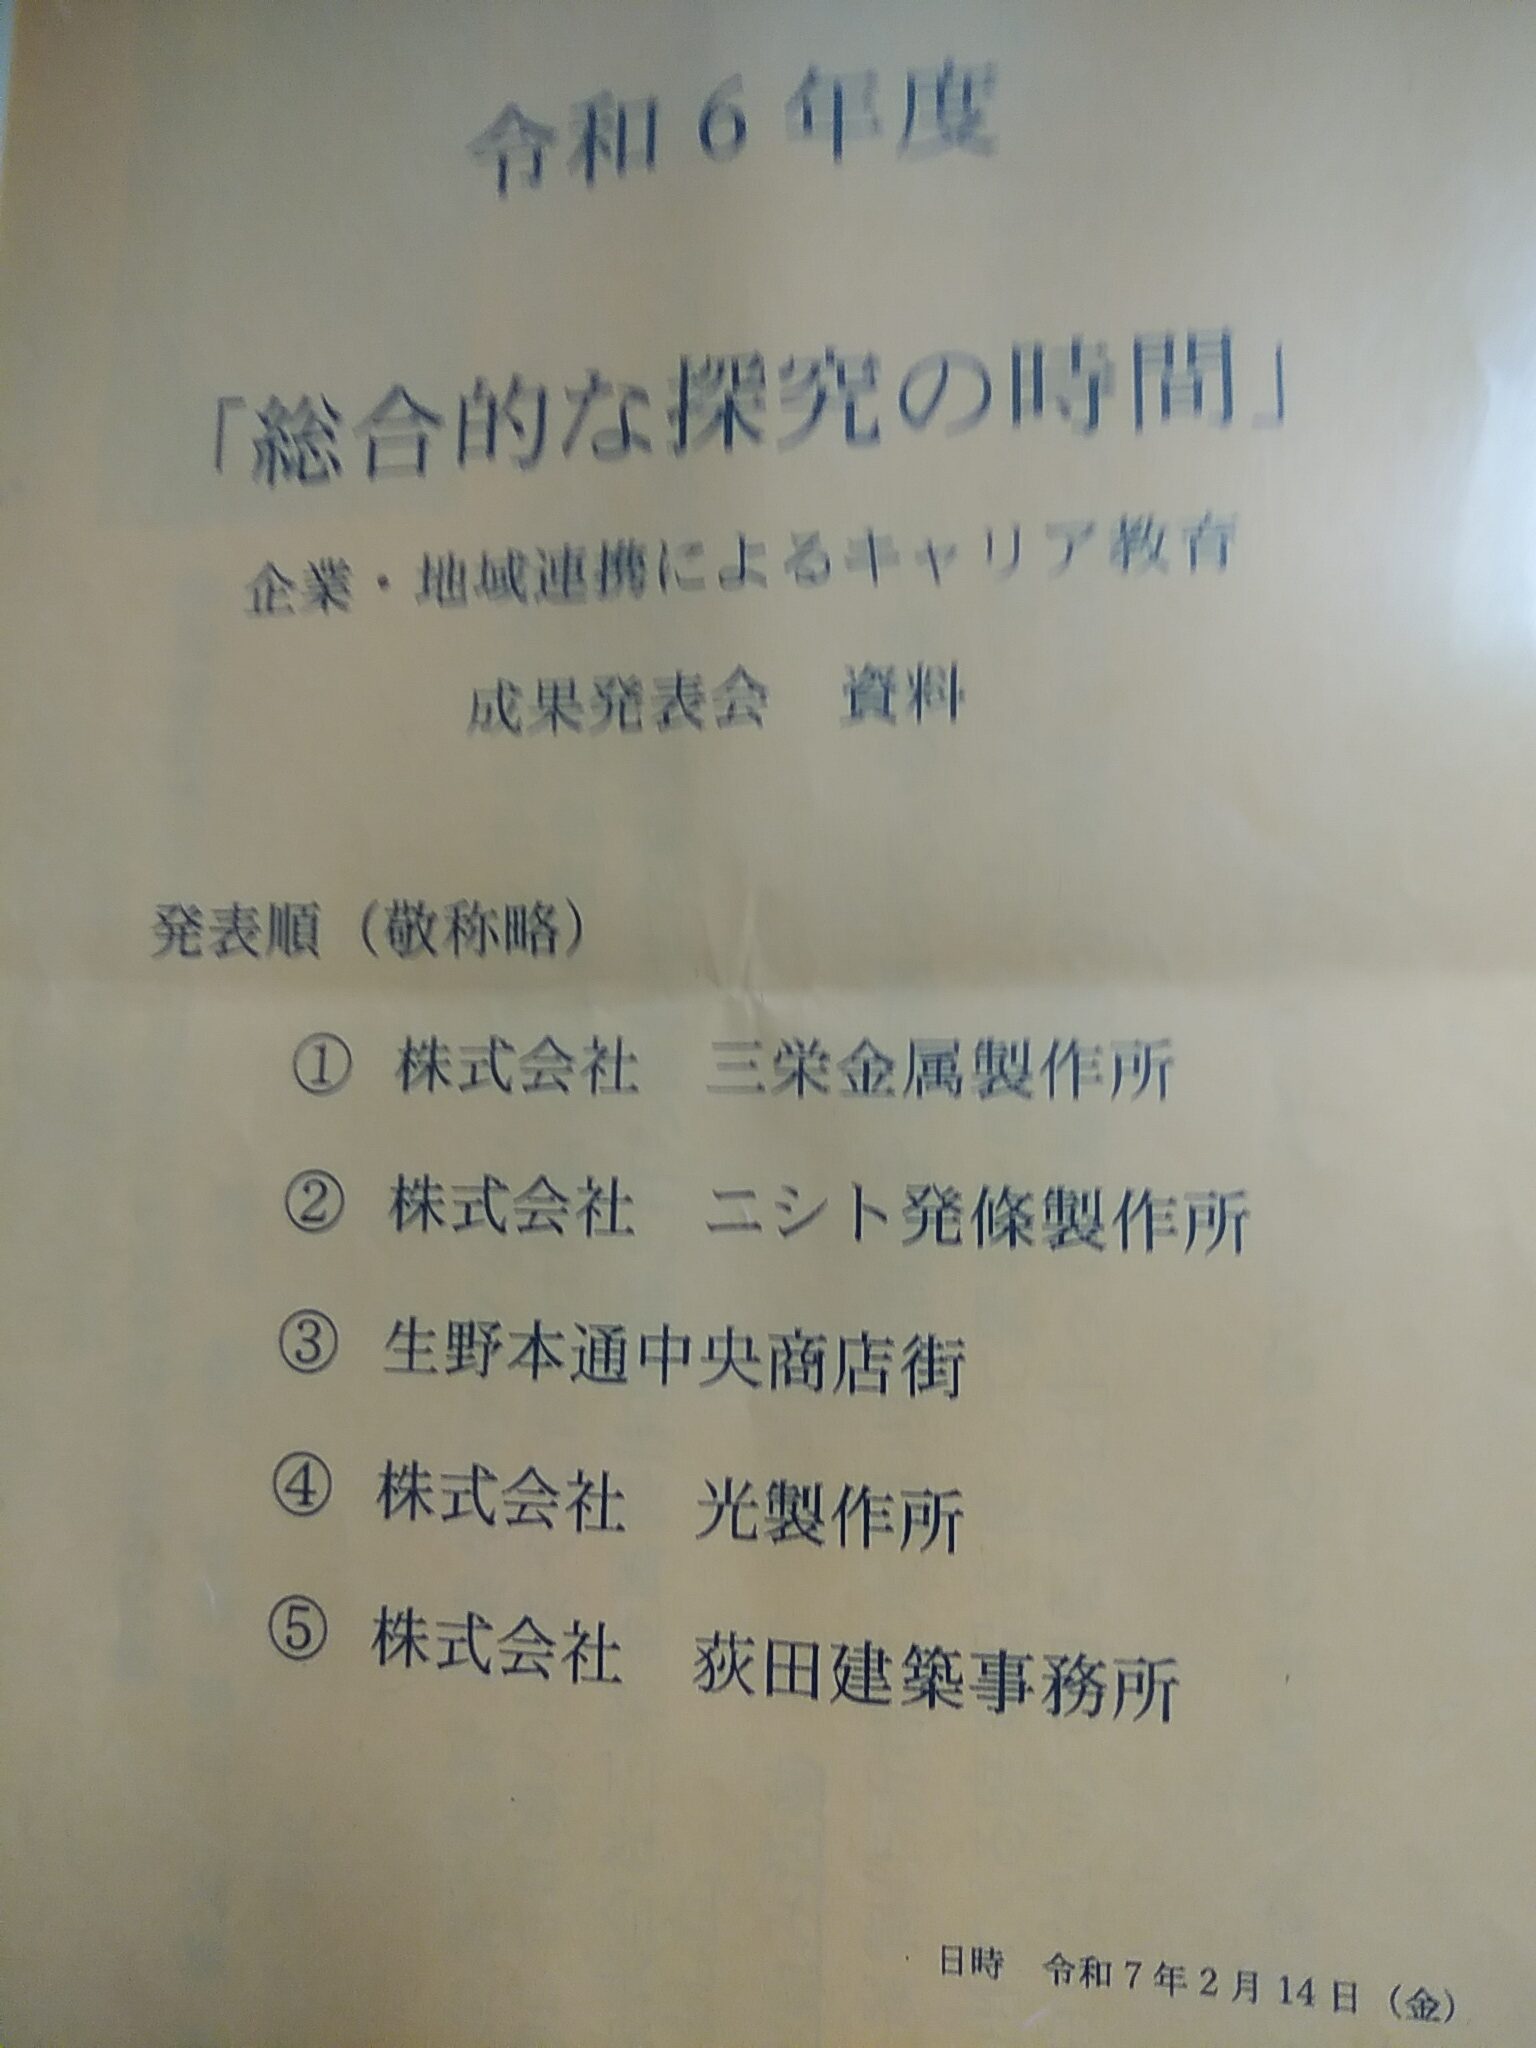 令和6年度
「総合的な探究の時間」
企業・地域連携によるキャリア教育
成果発表会　資料
発表順（敬称略）
① 株式会社　三栄金属製作所
② 株式会社　ニシト発條製作所
③ 生野本通中央商店街
④ 株式会社　光製作所
⑤ 株式会社　荻田建築事務所
日時　令和7年2月14日（金）